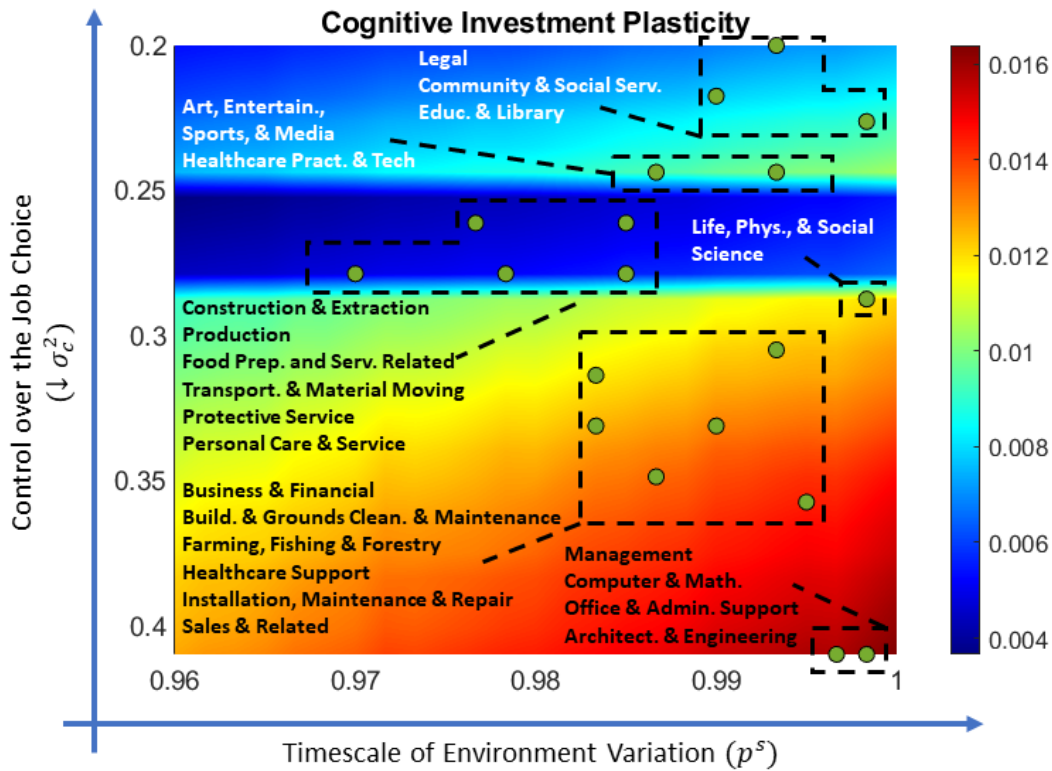 Cognitive Investment Plasticity
Control over the Job Choice
(↓ σ_c^2)
0.2
0.25
0.3
0.35
0.4
Legal
Community & Social Serv.
Educ. & Library
Art, Entertain.,
Sports, & Media
Healthcare Pract. & Tech
Life, Phys., & Social
Science
Construction & Extraction
Production
Food Prep. and Serv. Related
Transport. & Material Moving
Protective Service
Personal Care & Service
Business & Financial
Build. & Grounds Clean. & Maintenance
Farming, Fishing & Forestry
Healthcare Support
Installation, Maintenance & Repair
Sales & Related
Management
Computer & Math.
Office & Admin. Support
Architect. & Engineering
0.96 0.97 0.98 0.99 1
Timescale of Environment Variation (p^s)
0.016
0.014
0.012
0.01
0.008
0.006
0.004